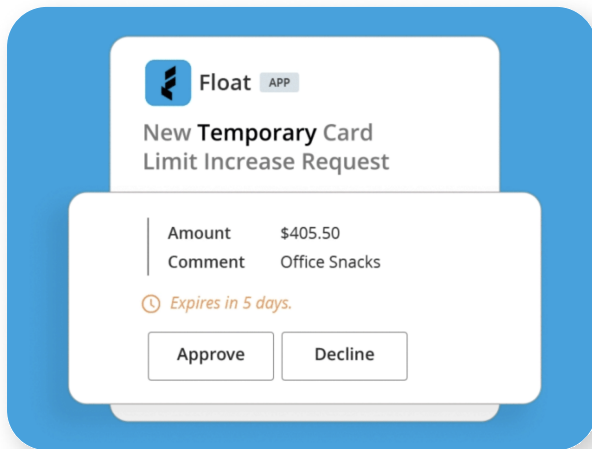 Float APP
New Temporary Card
Limit Increase Request
Amount $405.50
Comment Office Snacks
Expires in 5 days.
Approve Decline